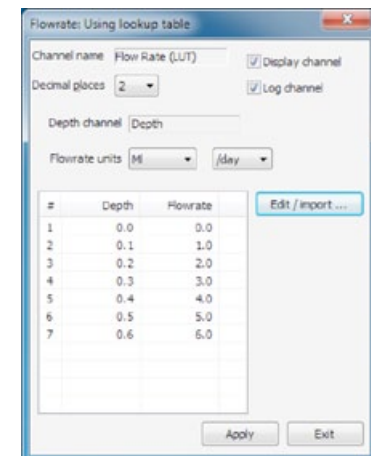 Flowrate: Using lookup table
Channel name Flow Rate (LUT) Display channel
Decimal places 2 Log channel
Depth channel Depth
Flowrate units Ml /day
# Depth Flowrate Edit / import ...
1 0.0 0.0
2 0.1 1.0
3 0.2 2.0
4 0.3 3.0
5 0.4 4.0
6 0.5 5.0
7 0.6 6.0
Apply Exit